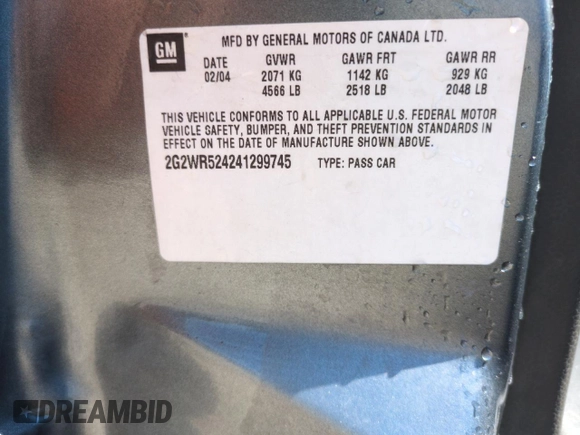 GM
MFD BY GENERAL MOTORS OF CANADA LTD.
DATE GVWR GAWR FRT GAWR RR
02/04 2071 KG 1142 KG 929 KG
4566 LB 2518 LB 2048 LB
THIS VEHICLE CONFORMS TO ALL APPLICABLE U.S. FEDERAL MOTOR
VEHICLE SAFETY, BUMPER, AND THEFT PREVENTION STANDARDS IN
EFFECT ON THE DATE OF MANUFACTURE SHOWN ABOVE.
2G2WR524241299745 TYPE: PASS CAR
DREAMBID